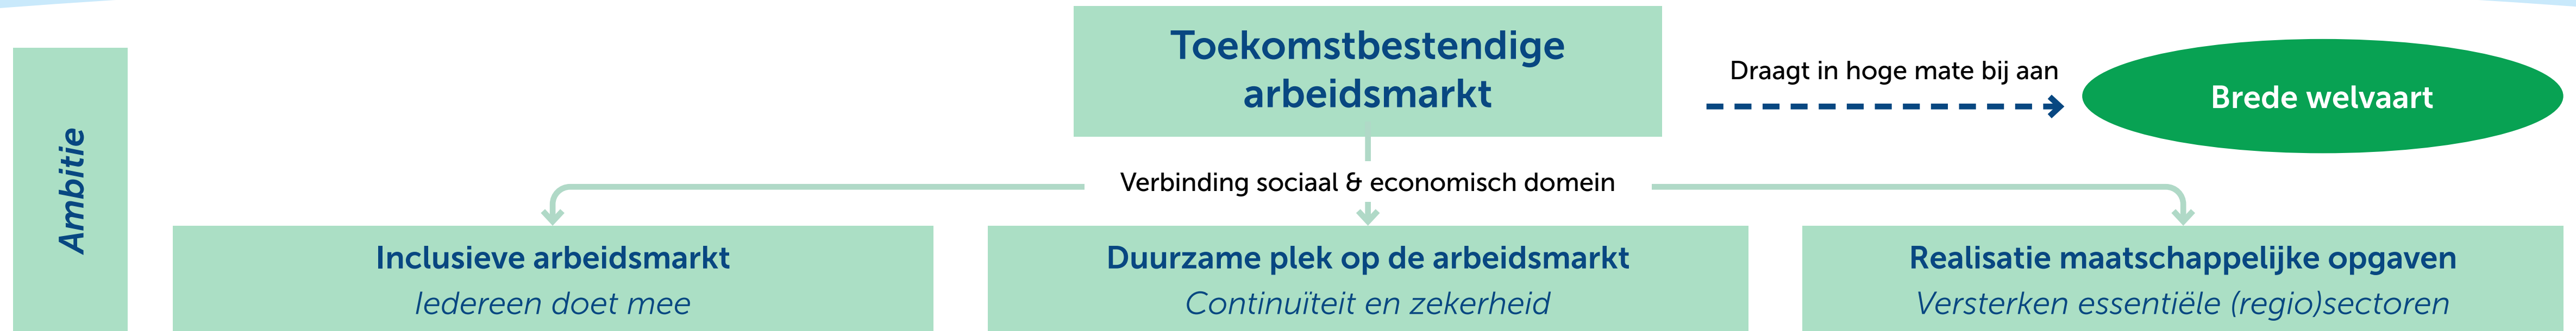 Ambitie
Toekomstbestendige
arbeidsmarkt
Draagt in hoge mate bij aan
Brede welvaart
Verbinding sociaal & economisch domein
Inclusieve arbeidsmarkt
Iedereen doet mee
Duurzame plek op de arbeidsmarkt
Continuïteit en zekerheid
Realisatie maatschappelijke opgaven
Versterken essentiële (regio)sectoren